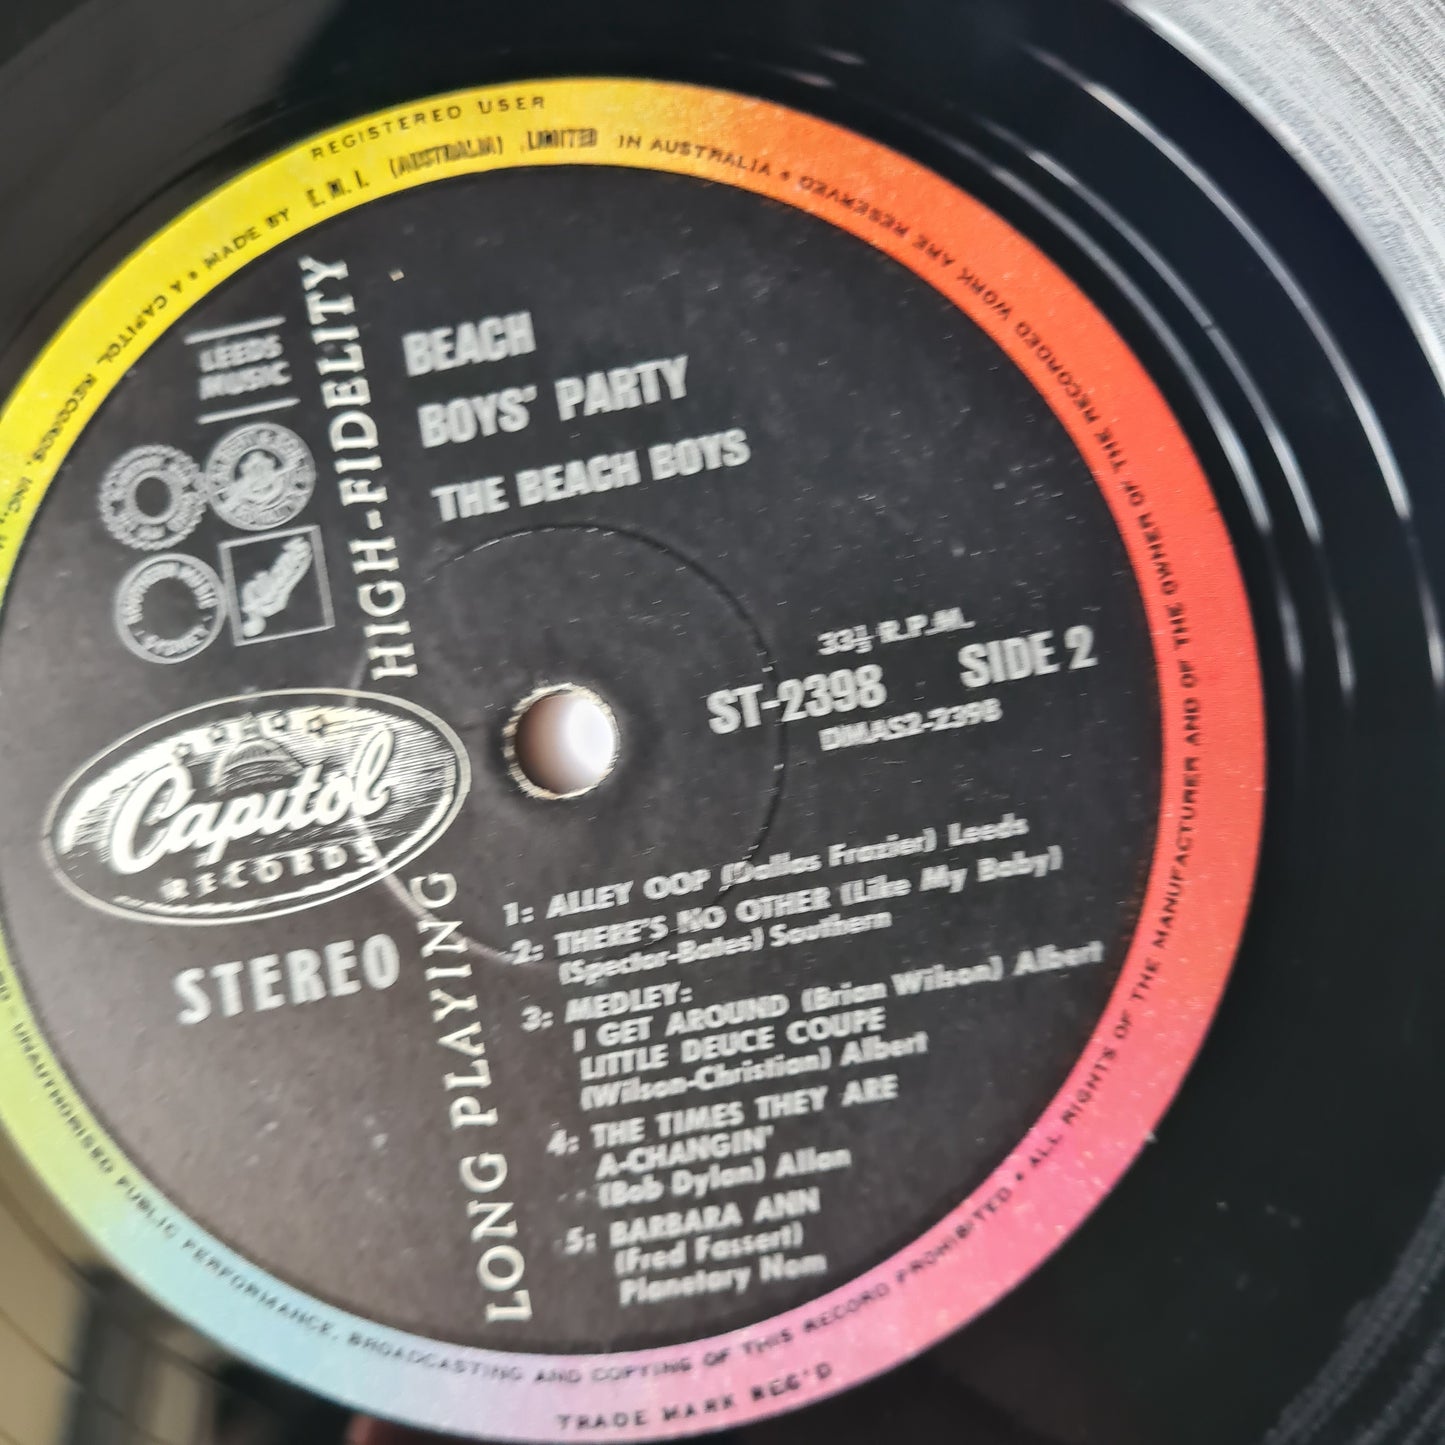 REGISTERED USER
A CAPITOL RECORDS, INC., • MADE BY E.M.I. (AUSTRALIA) LIMITED IN AUSTRALIA • ALL RIGHTS OF THE MANUFACTURER AND OF THE OWNER OF THE RECORDED WORK ARE RESERVED
UNAUTHORISED PUBLIC PERFORMANCE, BROADCASTING AND COPYING OF THIS RECORD PROHIBITED
TRADE MARK REG'D
LEEDS
MUSIC
HIGH-FIDELITY
BEACH
BOYS' PARTY
THE BEACH BOYS
33⅓ R.P.M.
ST-2398 SIDE 2
DMAS2-2398
Capitol
RECORDS
STEREO
LONG PLAYING
1: ALLEY OOP (Dallas Frazier) Leeds
2: THERE'S NO OTHER (Like My Baby)
(Spector-Bates) Southern
3: MEDLEY:
I GET AROUND (Brian Wilson) Albert
LITTLE DEUCE COUPE
(Wilson-Christian) Albert
4: THE TIMES THEY ARE
A-CHANGIN'
(Bob Dylan) Allan
5: BARBARA ANN
(Fred Fassert)
Planetary Nom